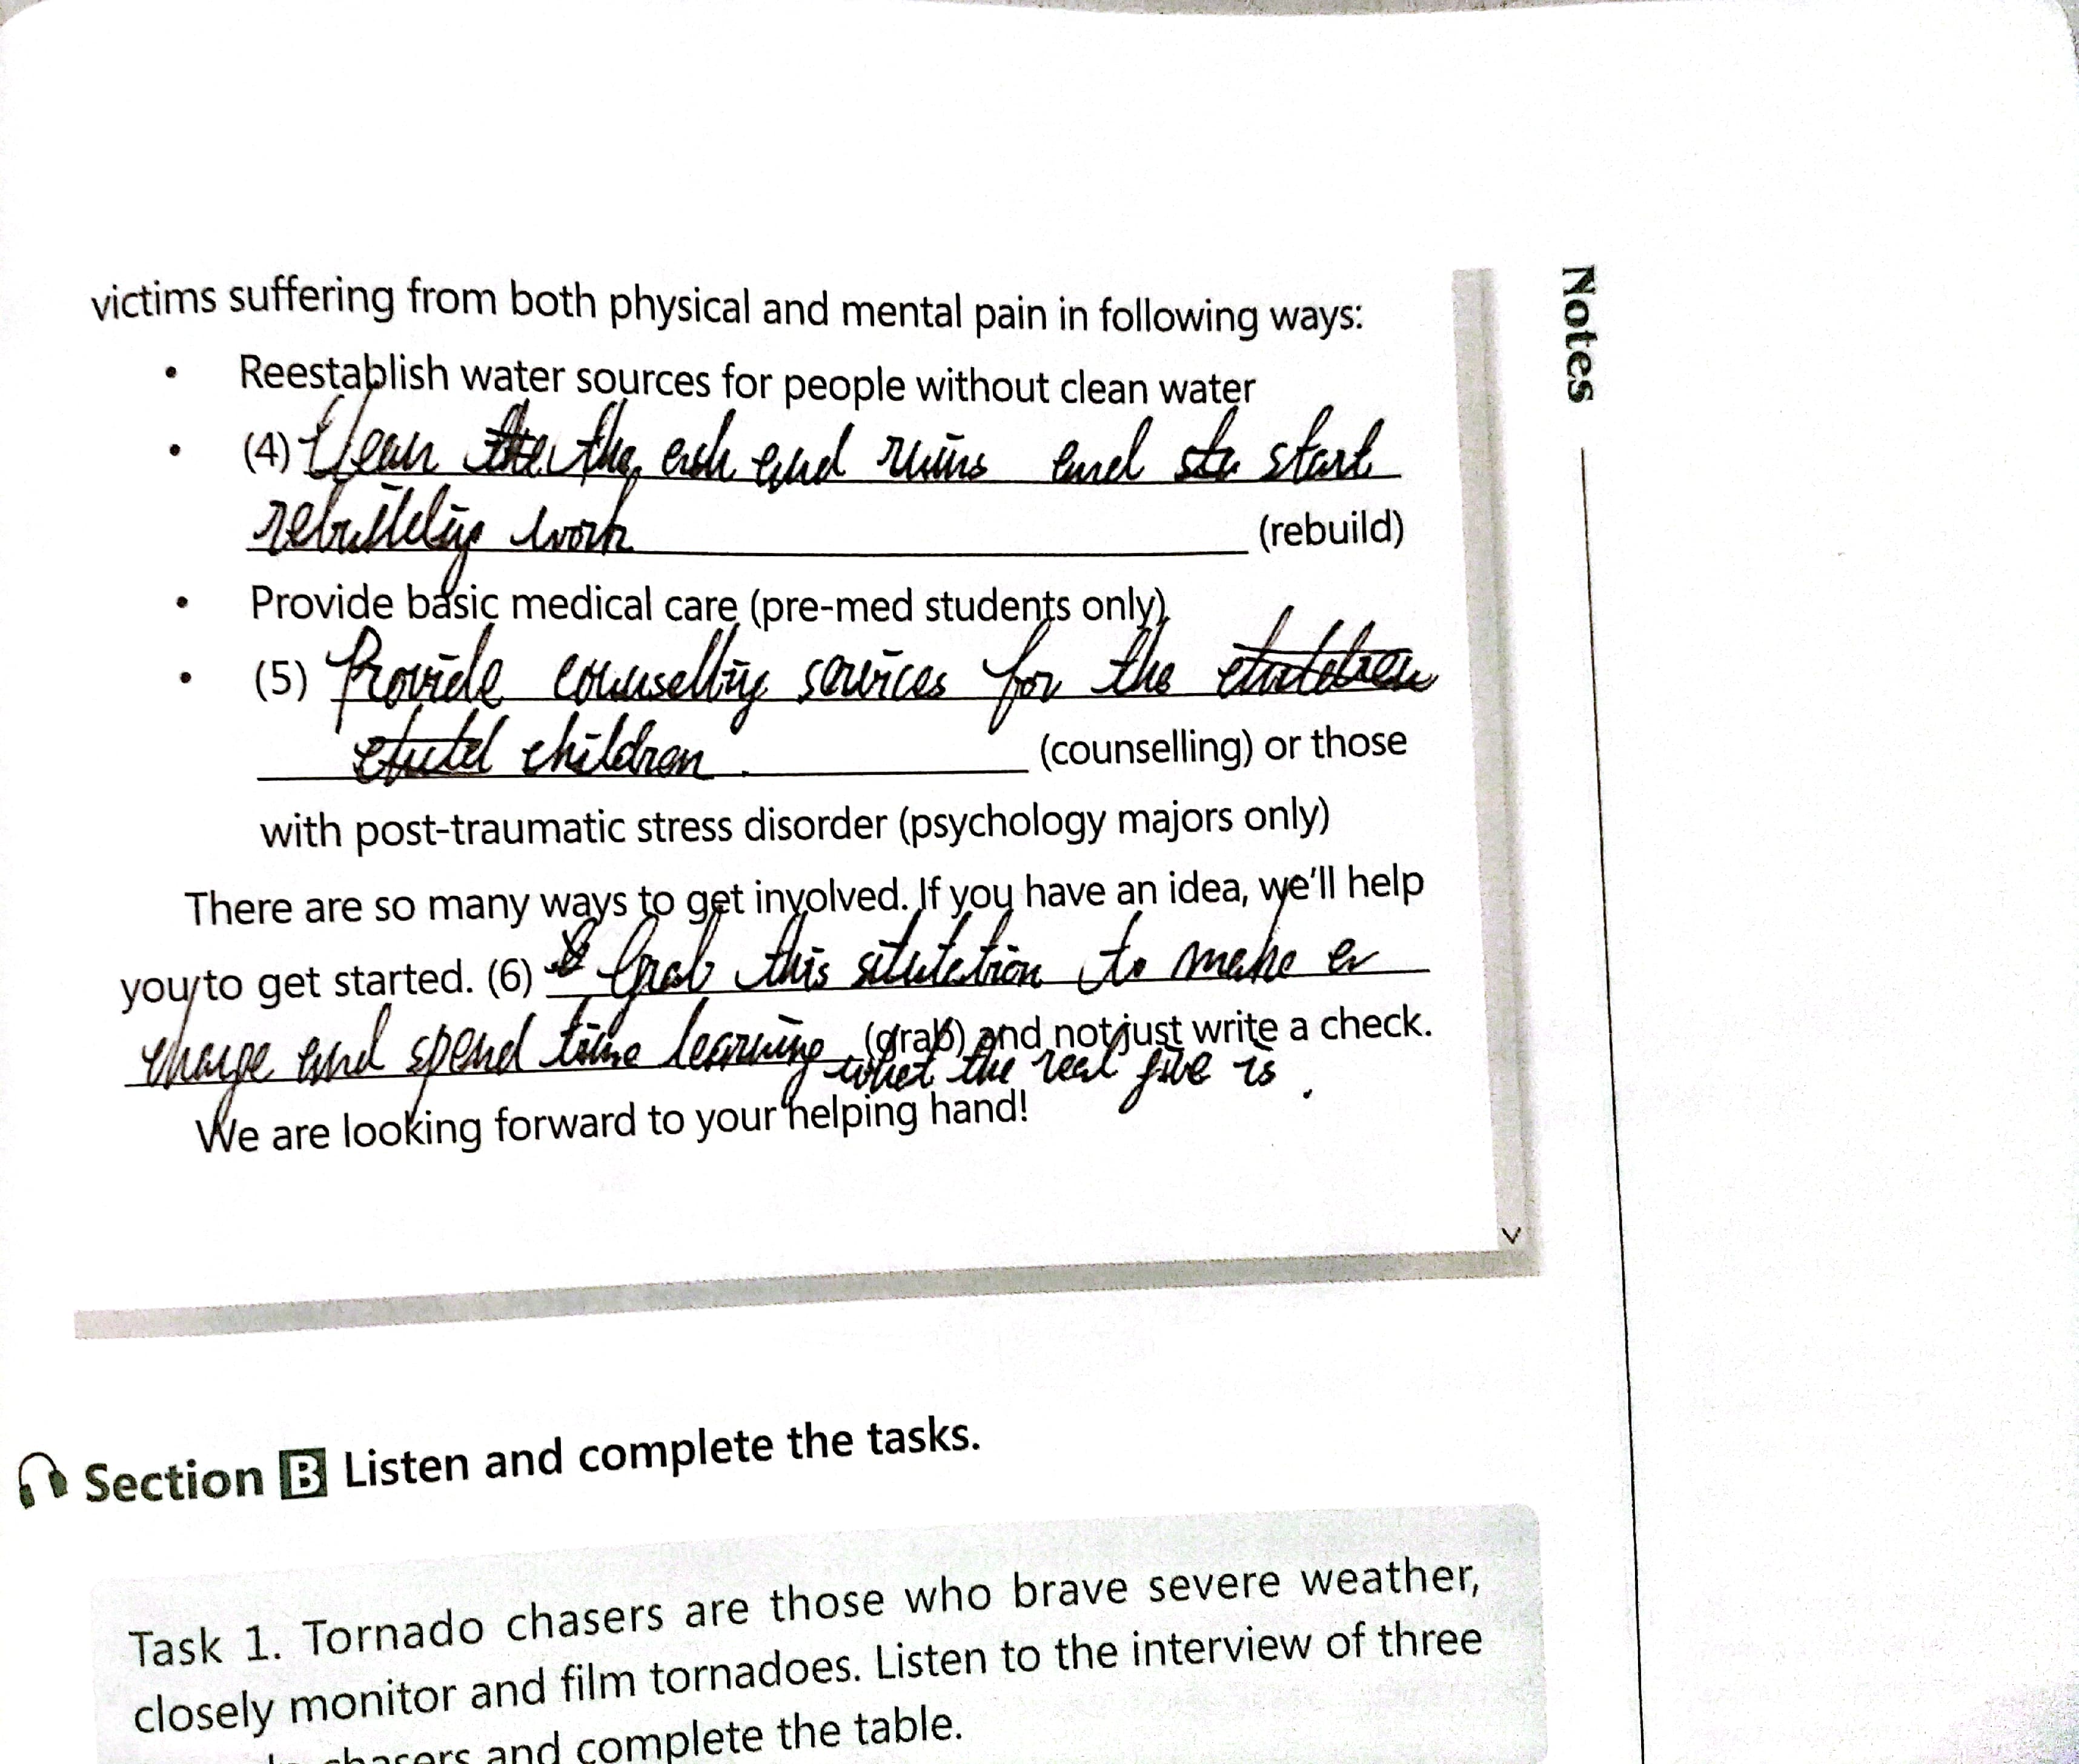 victims suffering from both physical and mental pain in following ways:
• Reestablish water sources for people without clean water
• (4) Clean the ash and ruins and start
rebuilding work (rebuild)
• Provide basic medical care (pre-med students only)
• (5) Provide counselling services for the
children (counselling) or those
with post-traumatic stress disorder (psychology majors only)
There are so many ways to get involved. If you have an idea, we'll help
you to get started. (6) Grab this to make a
change and spend time learning (grab) and not just write a check.
what the real is.
We are looking forward to your helping hand!
Notes
Section B Listen and complete the tasks.
Task 1. Tornado chasers are those who brave severe weather,
closely monitor and film tornadoes. Listen to the interview of three
chasers and complete the table.